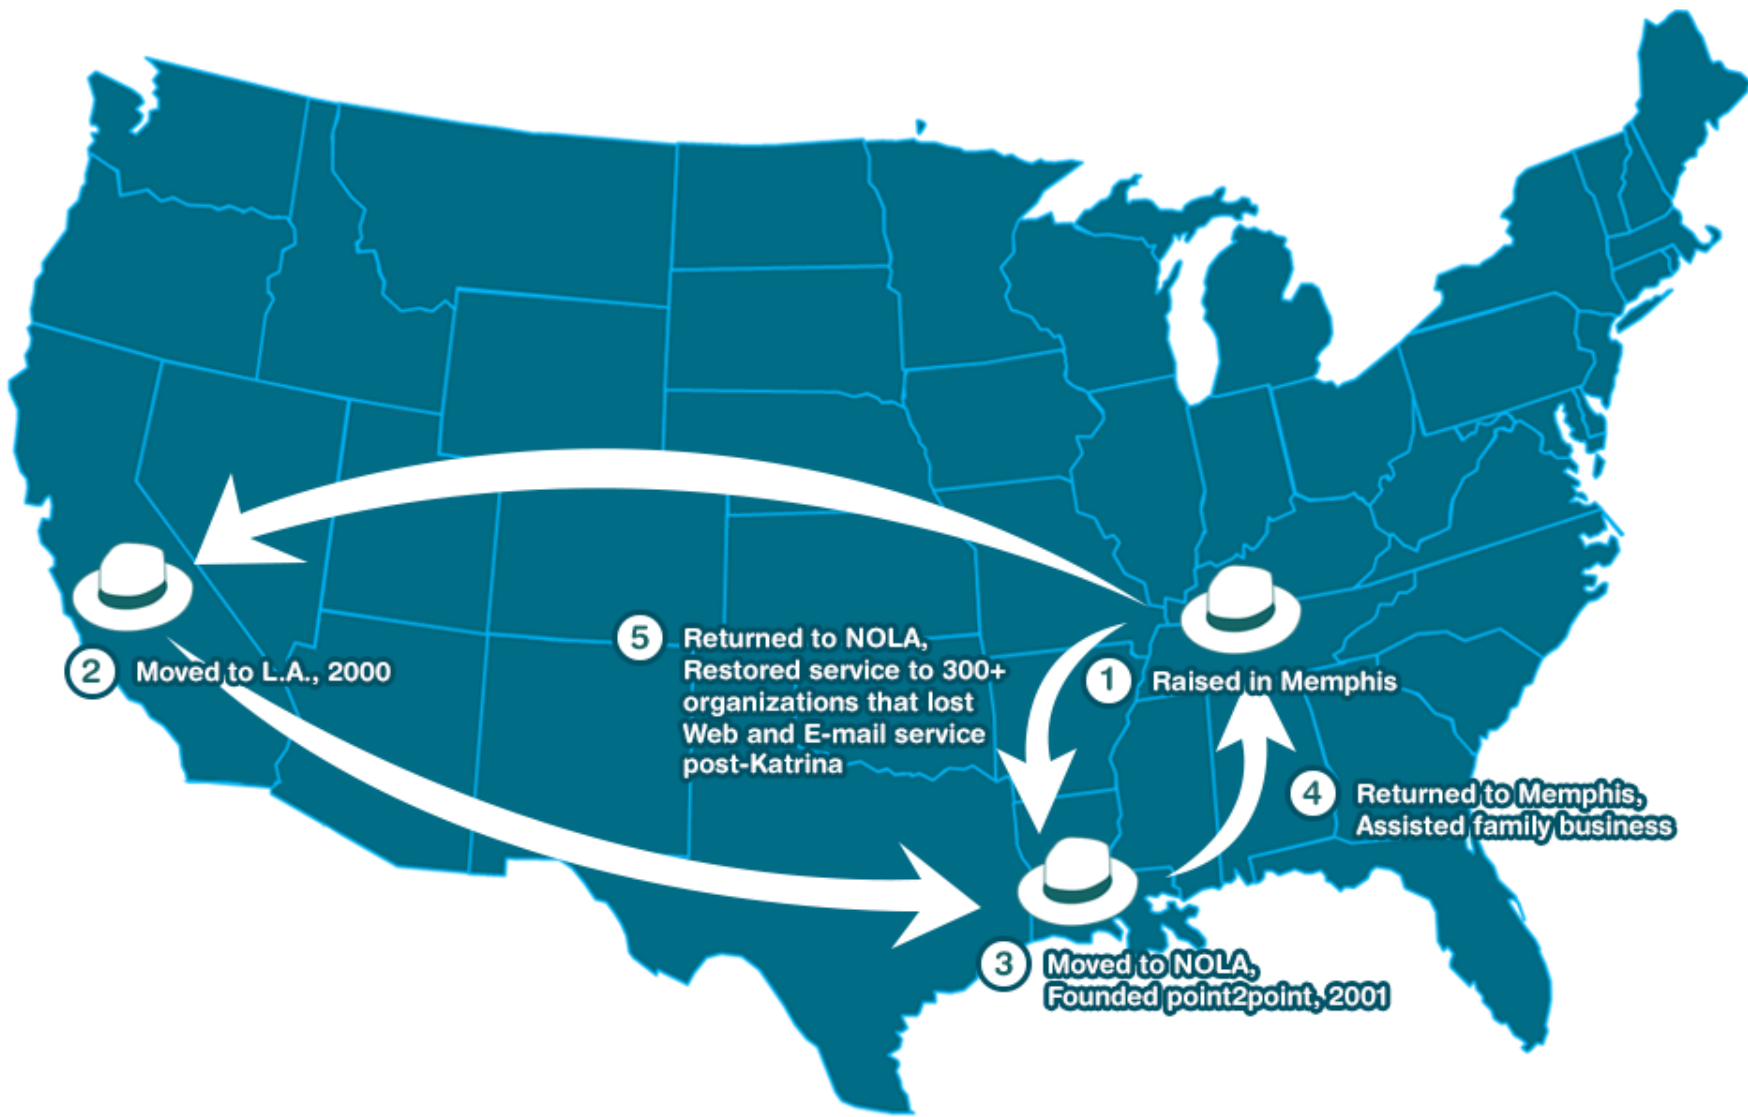 1
Raised in Memphis
2
Moved to L.A., 2000
3
Moved to NOLA,
Founded point2point, 2001
4
Returned to Memphis,
Assisted family business
5
Returned to NOLA,
Restored service to 300+
organizations that lost
Web and E-mail service
post-Katrina